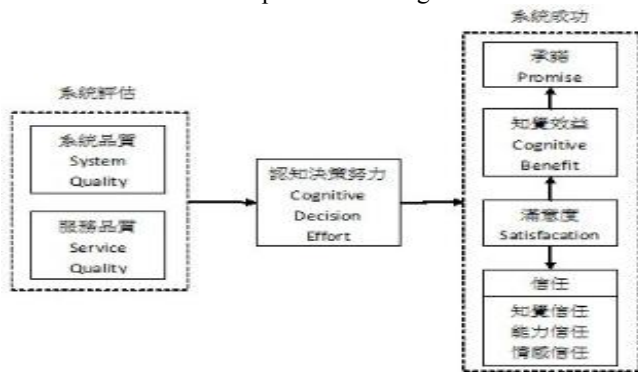 系統評估
系統品質
System
Quality
服務品質
Service
Quality
認知決策努力
Cognitive
Decision
Effort
系統成功
承諾
Promise
知覺效益
Cognitive
Benefit
滿意度
Satisfacation
信任
知覺信任
能力信任
情感信任